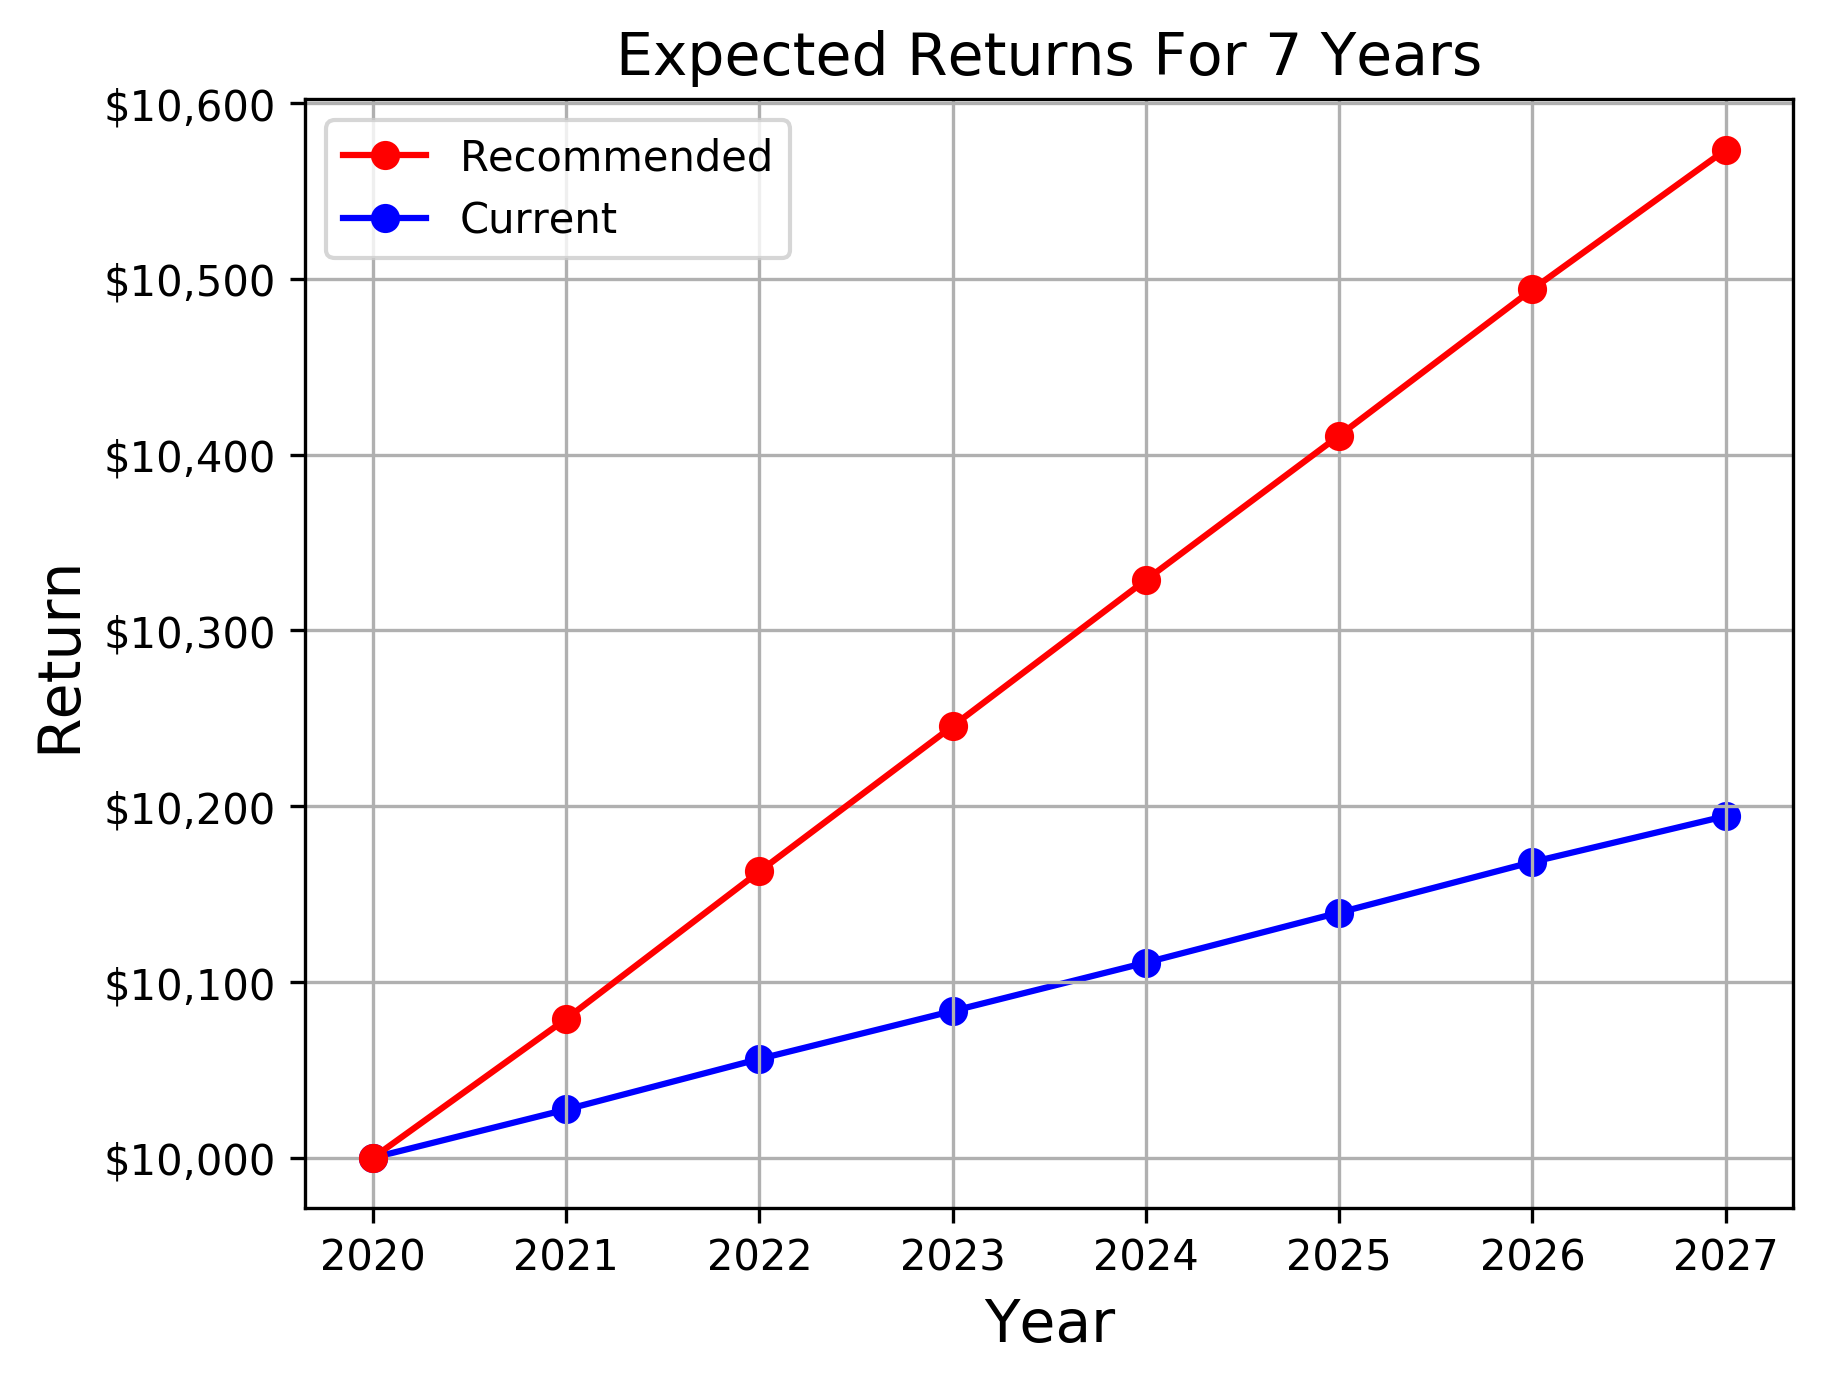 Expected Returns For 7 Years
$10,600
Recommended
Current
$10,500
$10,400
$10,300
$10,200
$10,100
$10,000
Return
2020 2021 2022 2023 2024 2025 2026 2027
Year